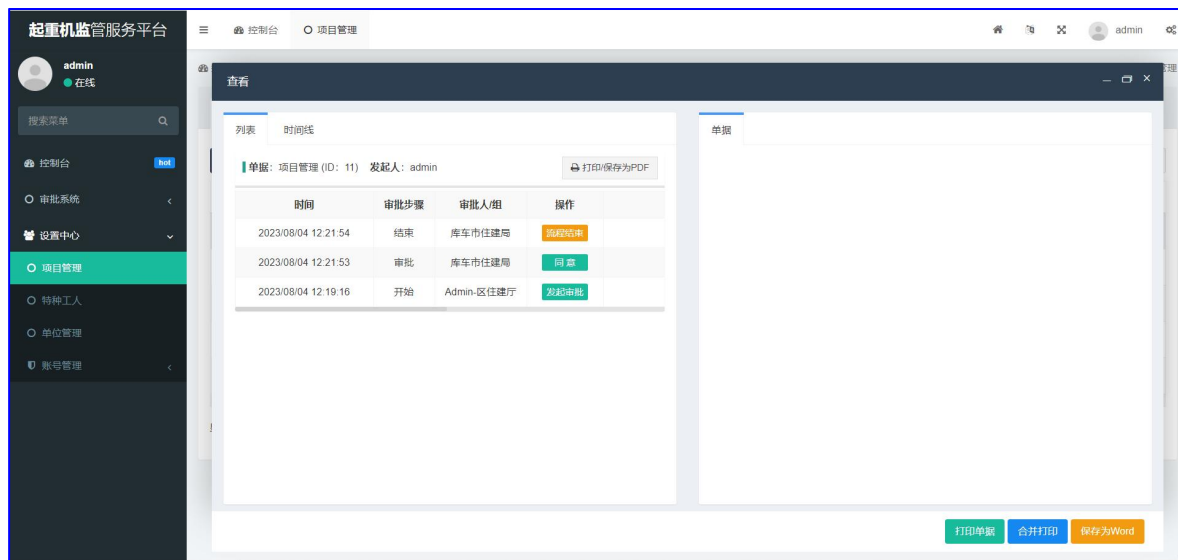 起重机监管服务平台
控制台
项目管理
admin
admin
在线
搜索菜单
控制台 hot
审批系统
设置中心
项目管理
特种工人
单位管理
账号管理
查看
列表 时间线
单据：项目管理 (ID：11) 发起人：admin 打印/保存为PDF
时间 审批步骤 审批人/组 操作
2023/08/04 12:21:54 结束 库车市住建局 流程结束
2023/08/04 12:21:53 审批 库车市住建局 同意
2023/08/04 12:19:16 开始 Admin-区住建厅 发起审批
单据
打印单据 合并打印 保存为Word